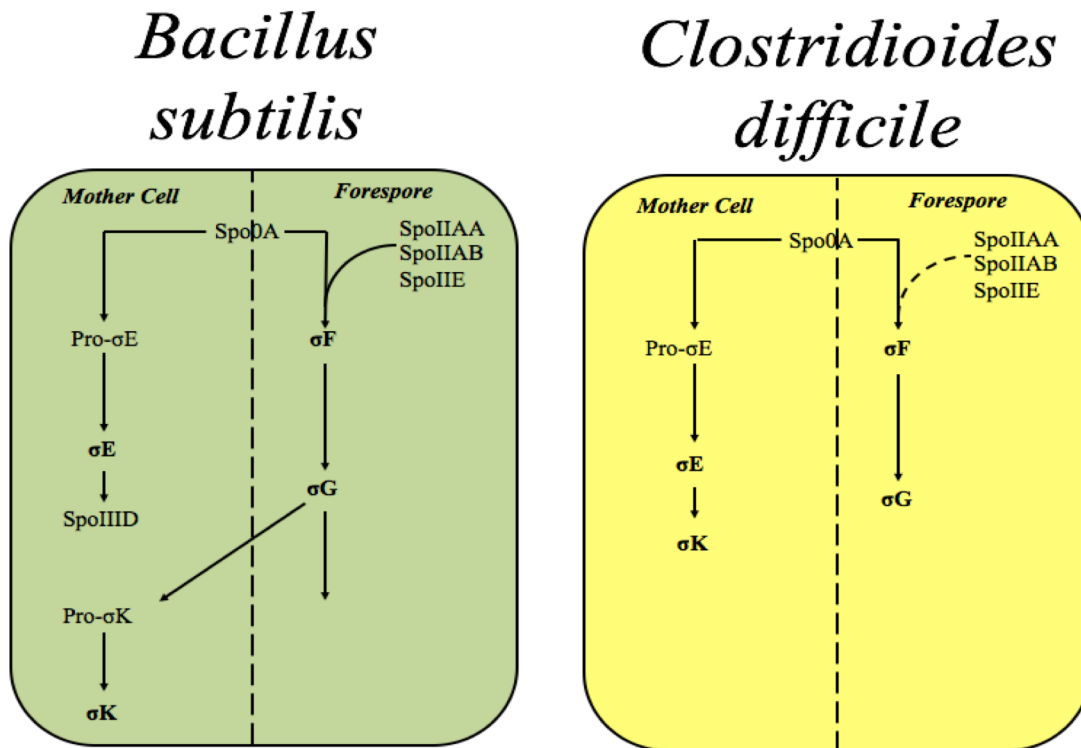 Bacillus
subtilis
Mother Cell
Forespore
Spo0A
SpoIIAA
SpoIIAB
SpoIIE
Pro-σE
σF
σE
SpoIIID
σG
Pro-σK
σK
Clostridioides
difficile
Mother Cell
Forespore
Spo0A
SpoIIAA
SpoIIAB
SpoIIE
Pro-σE
σF
σE
σG
σK